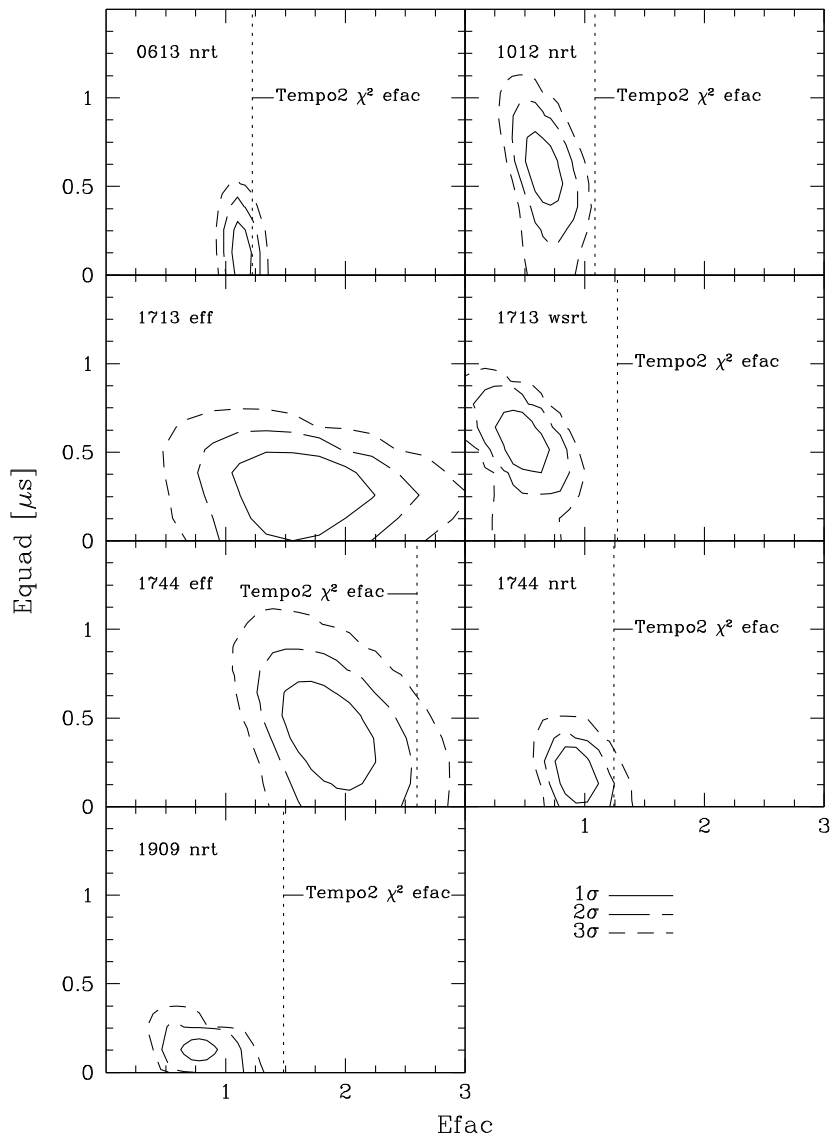 0613 nrt
Tempo2 χ² efac
1012 nrt
Tempo2 χ² efac
1
0.5
0
1713 eff
1713 wsrt
Tempo2 χ² efac
1
0.5
0
1744 eff
Tempo2 χ² efac
1744 nrt
Tempo2 χ² efac
1
0.5
0
1 2 3
1909 nrt
Tempo2 χ² efac
1
0.5
0
1 2 3
1σ
2σ
3σ
Equad [μs]
Efac